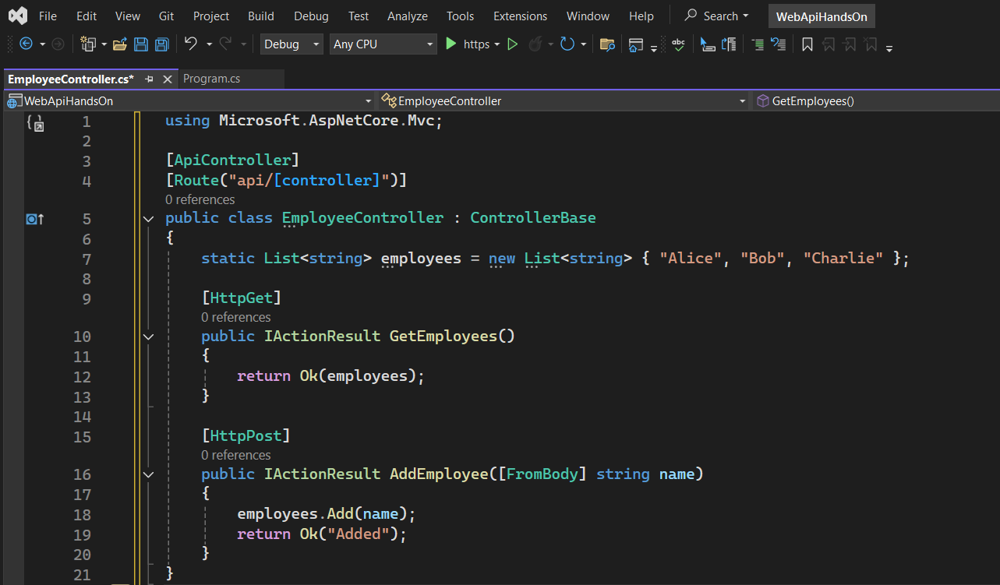 File Edit View Git Project Build Debug Test Analyze Tools Extensions Window Help Search WebApiHandsOn
Debug Any CPU https abc
EmployeeController.cs* Program.cs
WebApiHandsOn EmployeeController GetEmployees()
1 using Microsoft.AspNetCore.Mvc;
2
3 [ApiController]
4 [Route("api/[controller]")]
0 references
5 public class EmployeeController : ControllerBase
6 {
7 static List<string> employees = new List<string> { "Alice", "Bob", "Charlie" };
8
9 [HttpGet]
0 references
10 public IActionResult GetEmployees()
11 {
12 return Ok(employees);
13 }
14
15 [HttpPost]
0 references
16 public IActionResult AddEmployee([FromBody] string name)
17 {
18 employees.Add(name);
19 return Ok("Added");
20 }
21 }